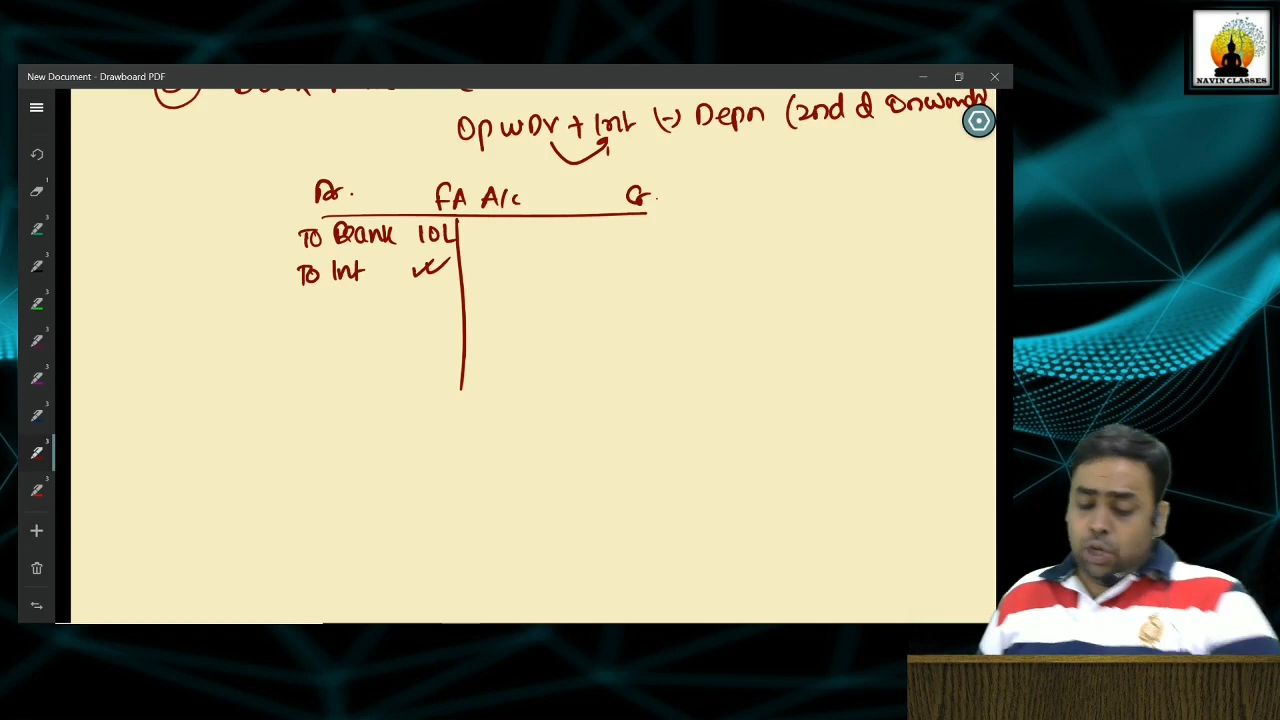 NAVIN CLASSES
New Document - Drawboard PDF
Op WDV + Int (-) Depn (2nd & Onwards
Dr. FA A/c Cr.
To Bank 10L
To Int